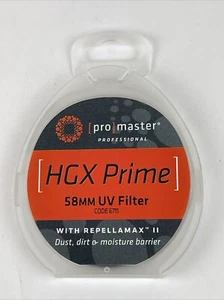 [pro|master®
PROFESSIONAL
[HGX Prime]
58MM UV Filter
CODE 6711
WITH REPELLAMAX™ II
Dust, dirt & moisture barrier